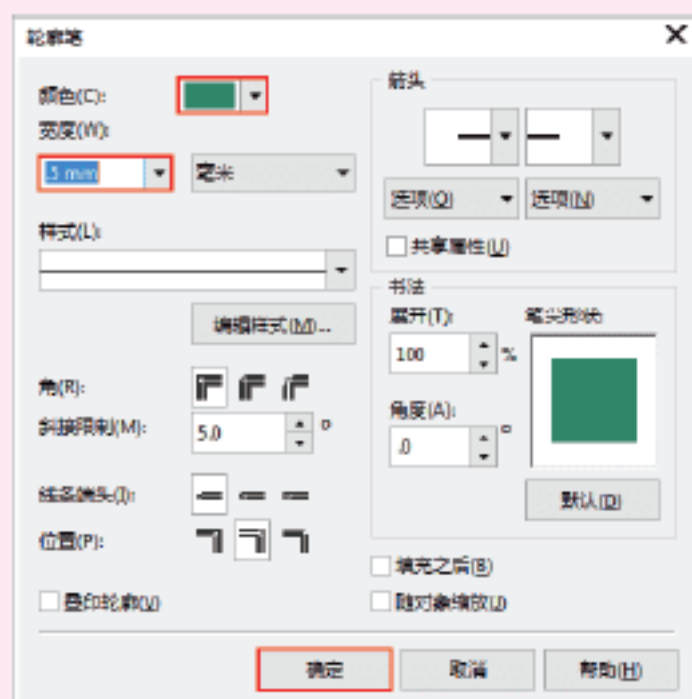 轮廓笔
颜色(C):
宽度(W):
.5 mm
毫米
样式(L):
编辑样式(M)...
角(R):
斜接限制(M):
5.0
°
线条端头(I):
位置(P):
叠印轮廓(V)
箭头
选项(O)
选项(N)
共享属性(U)
书法
展开(T):
笔尖形状:
100
%
角度(A):
.0
°
默认(D)
填充之后(B)
随对象缩放(J)
确定
取消
帮助(H)